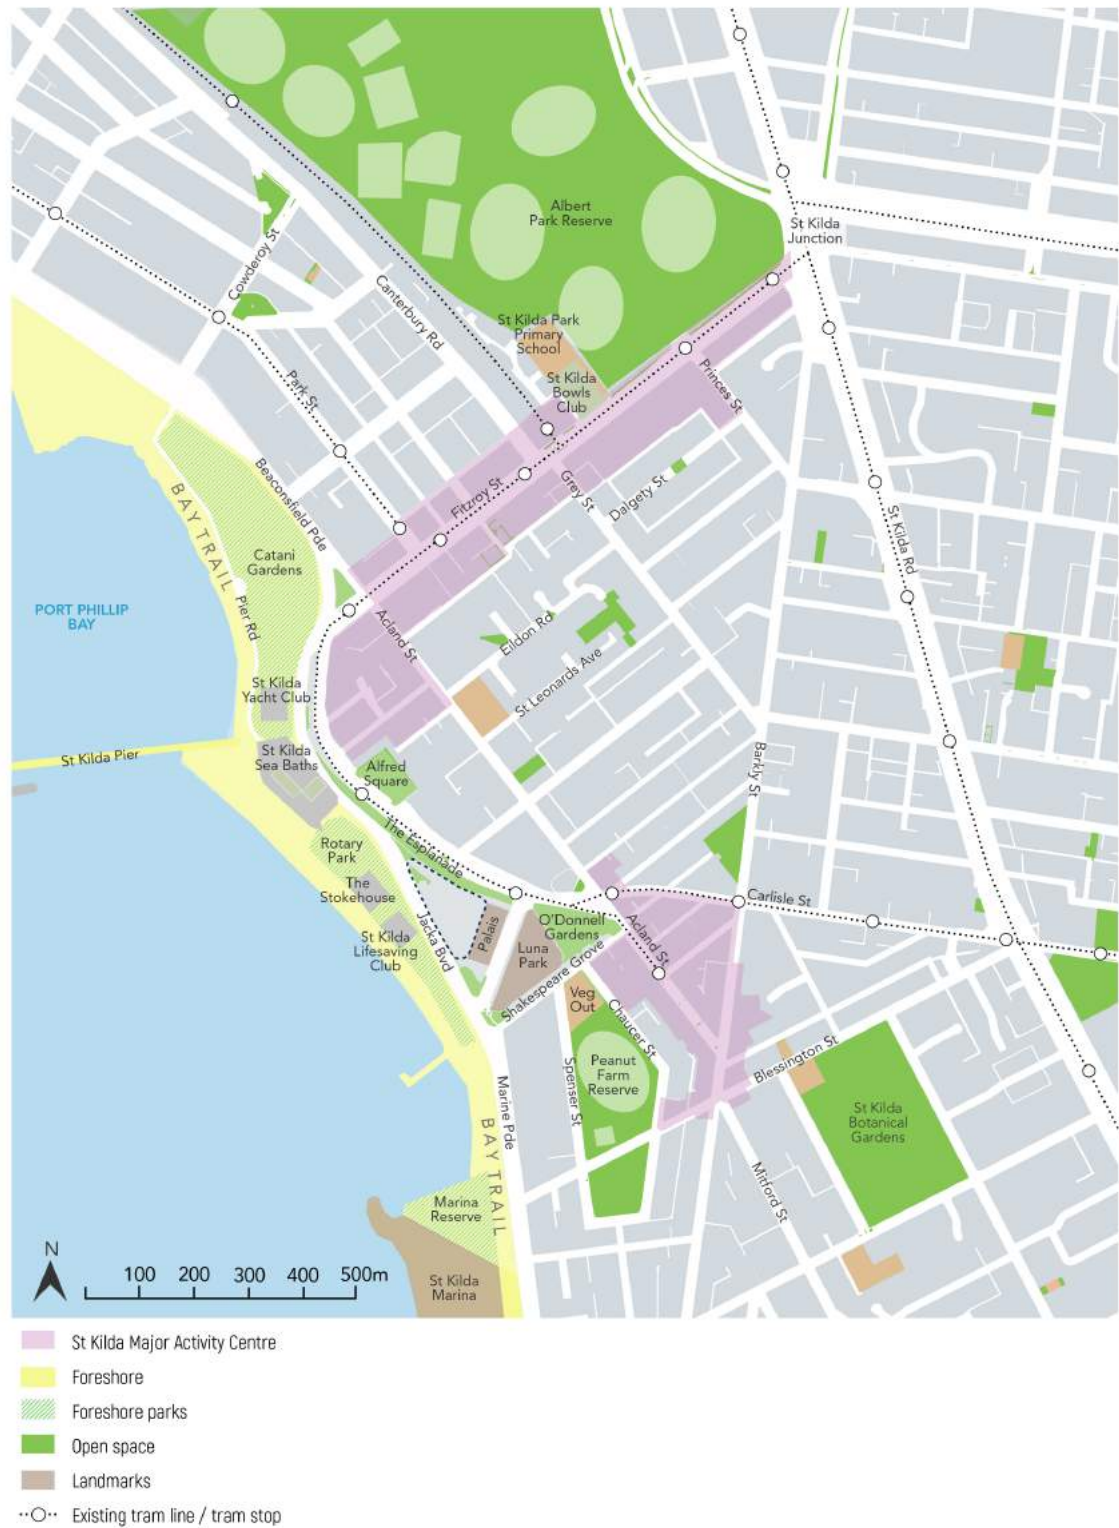 Albert
Park Reserve
St Kilda
Junction
Cowderoy St
Canterbury Rd
St Kilda Park
Primary
School
St Kilda
Bowls
Club
Princes St
Park St
Beaconsfield Pde
Fitzroy St
Grey St
Dalgety St
St Kilda Rd
BAY TRAIL
Catani
Gardens
PORT PHILLIP
BAY
Pier Rd
Acland St
Eildon Rd
St Leonards Ave
St Kilda
Yacht Club
St Kilda Pier
St Kilda
Sea Baths
Alfred
Square
Barkly St
The Esplanade
Rotary
Park
The
Stokehouse
Jacka Blvd
St Kilda
Lifesaving
Club
Palais
Luna
Park
O'Donnell
Gardens
Acland St
Carlisle St
Shakespeare Grove
Veg
Out
Chaucer St
Peanut
Farm
Reserve
Spenser St
Blessington St
St Kilda
Botanical
Gardens
Marine Pde
BAY TRAIL
Mitford St
Marina
Reserve
St Kilda
Marina
N
100 200 300 400 500m
St Kilda Major Activity Centre
Foreshore
Foreshore parks
Open space
Landmarks
Existing tram line / tram stop